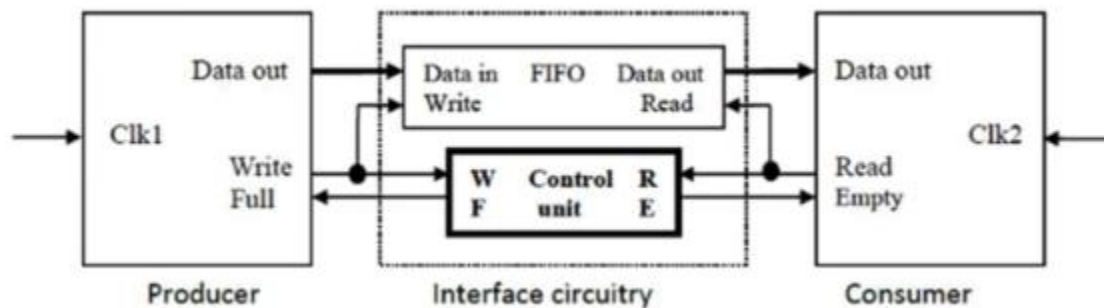 Data out
Clk1
Write
Full
Data in FIFO Data out
Write Read
W Control R
F unit E
Data out
Clk2
Read
Empty
Producer Interface circuitry Consumer